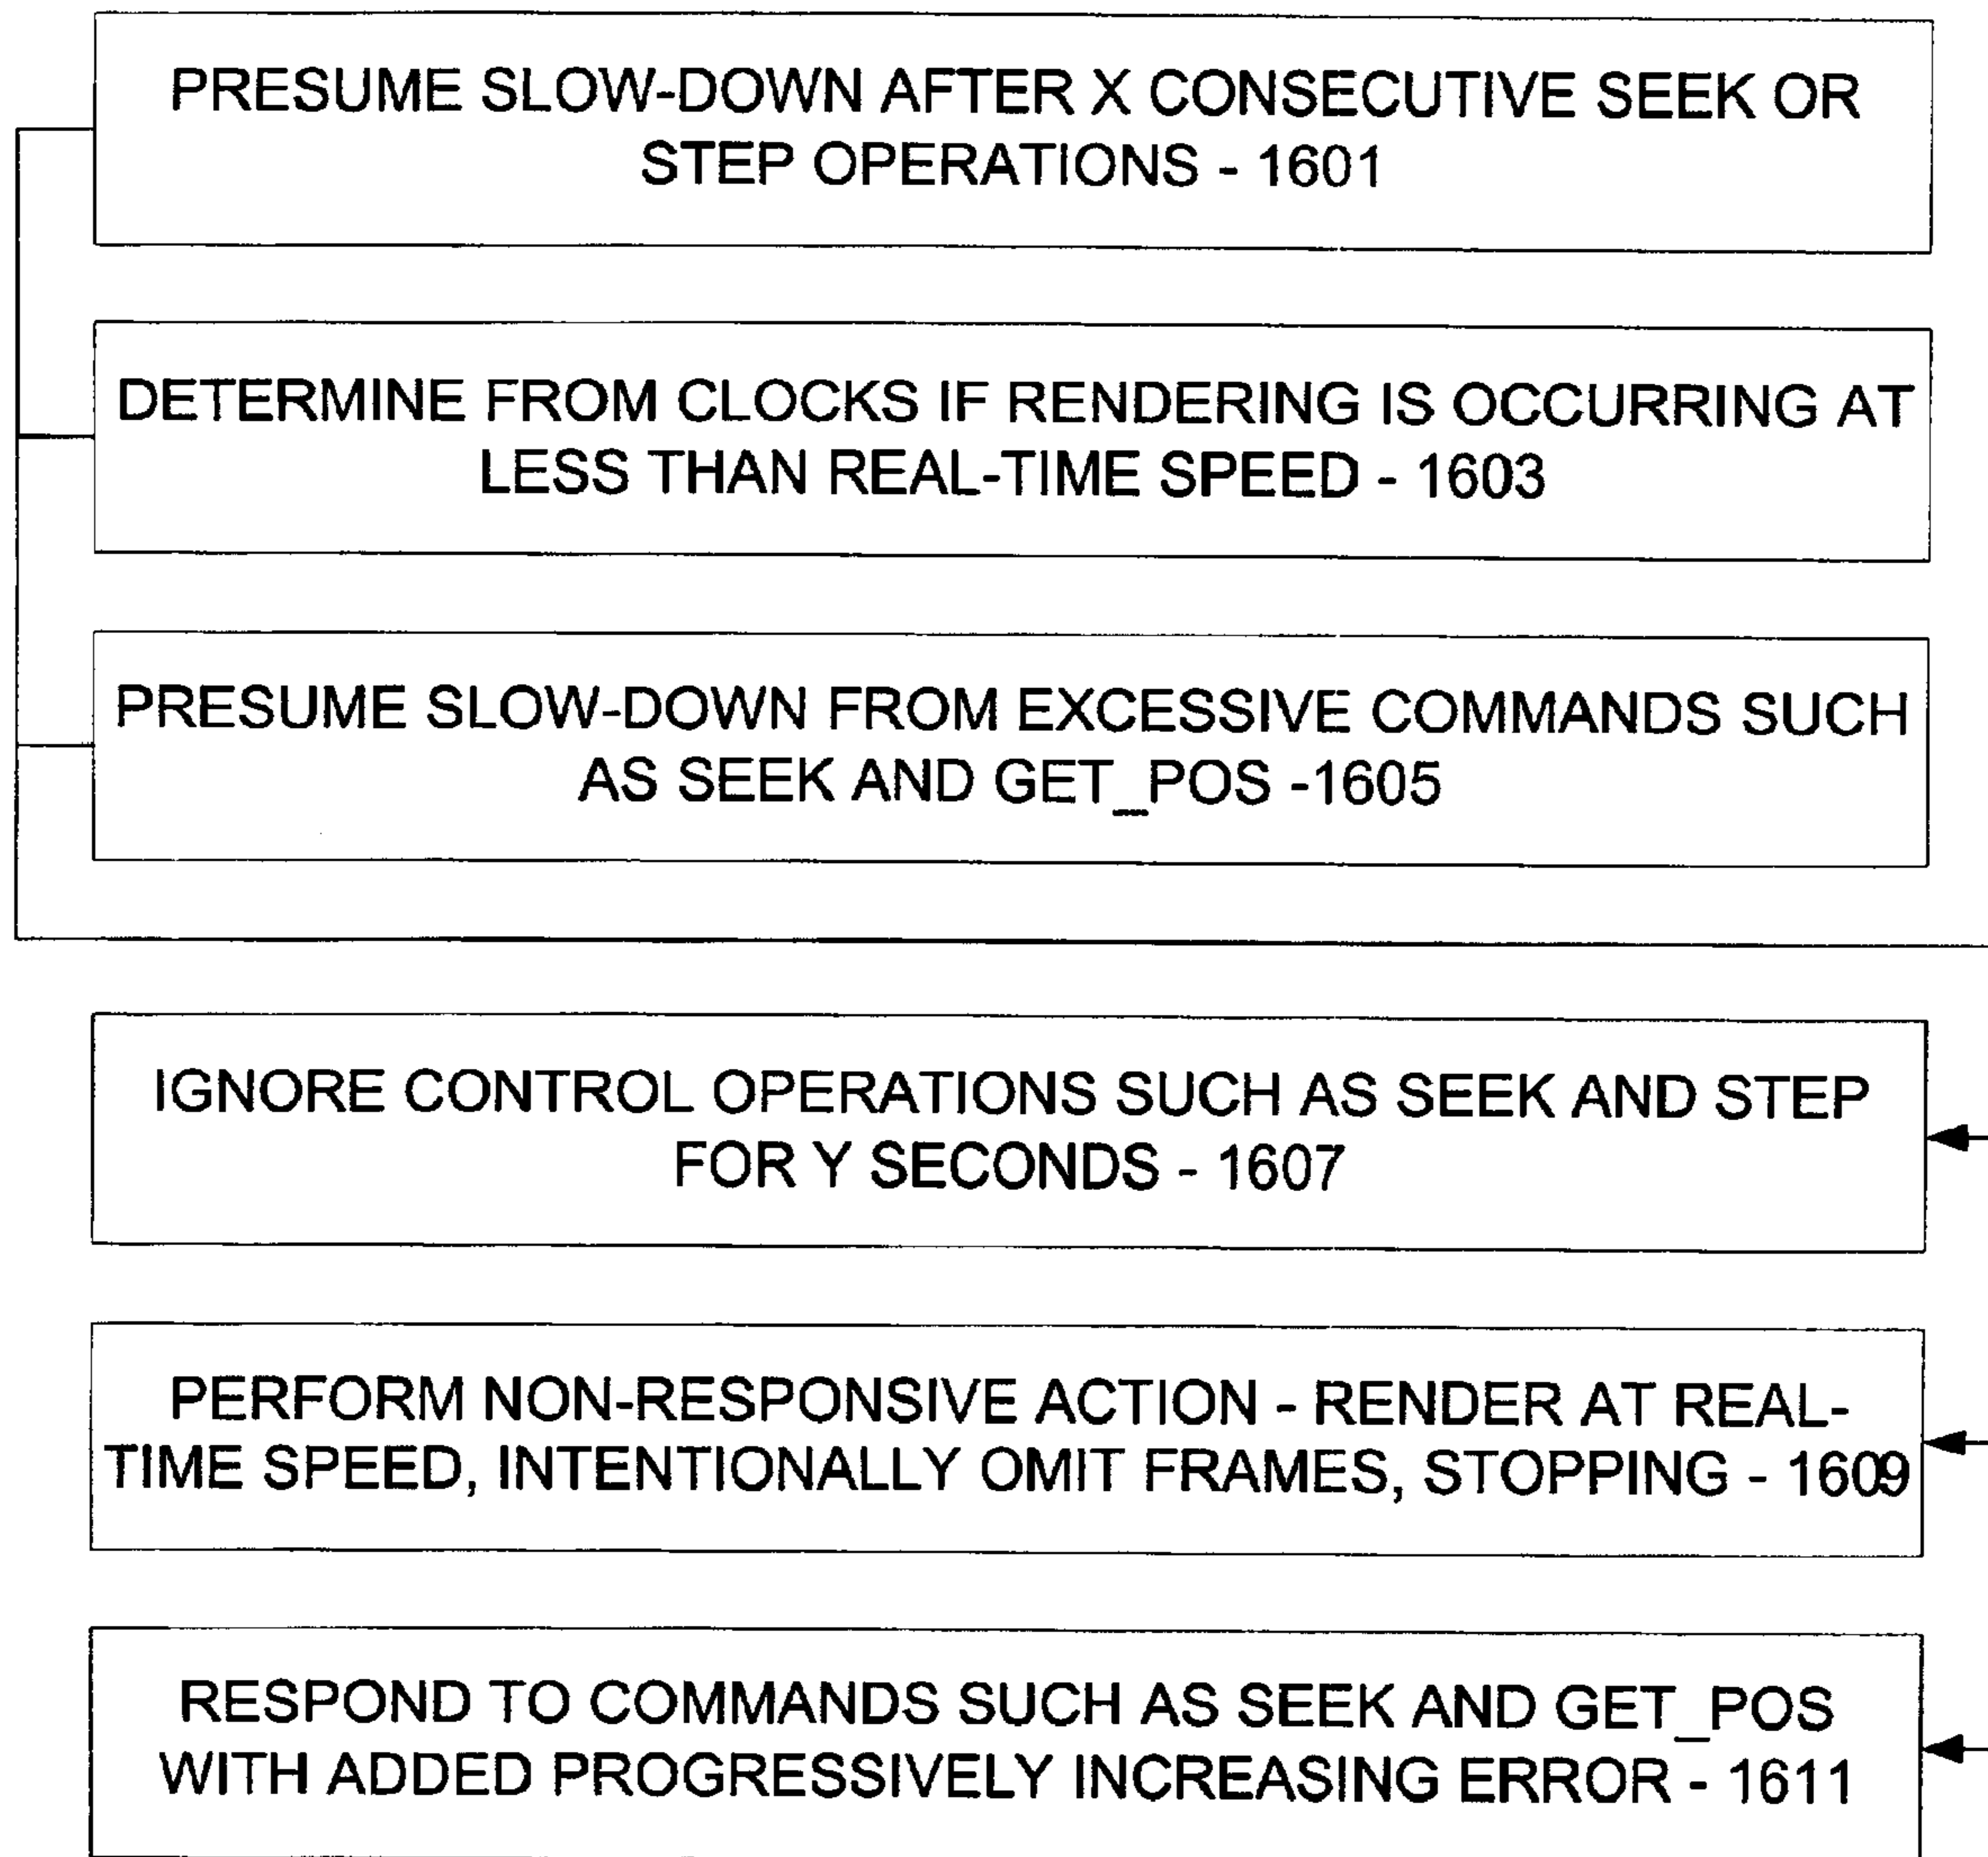 PRESUME SLOW-DOWN AFTER X CONSECUTIVE SEEK OR
STEP OPERATIONS - 1601
DETERMINE FROM CLOCKS IF RENDERING IS OCCURRING AT
LESS THAN REAL-TIME SPEED - 1603
PRESUME SLOW-DOWN FROM EXCESSIVE COMMANDS SUCH
AS SEEK AND GET_POS -1605
IGNORE CONTROL OPERATIONS SUCH AS SEEK AND STEP
FOR Y SECONDS - 1607
PERFORM NON-RESPONSIVE ACTION - RENDER AT REAL-
TIME SPEED, INTENTIONALLY OMIT FRAMES, STOPPING - 1609
RESPOND TO COMMANDS SUCH AS SEEK AND GET_POS
WITH ADDED PROGRESSIVELY INCREASING ERROR - 1611